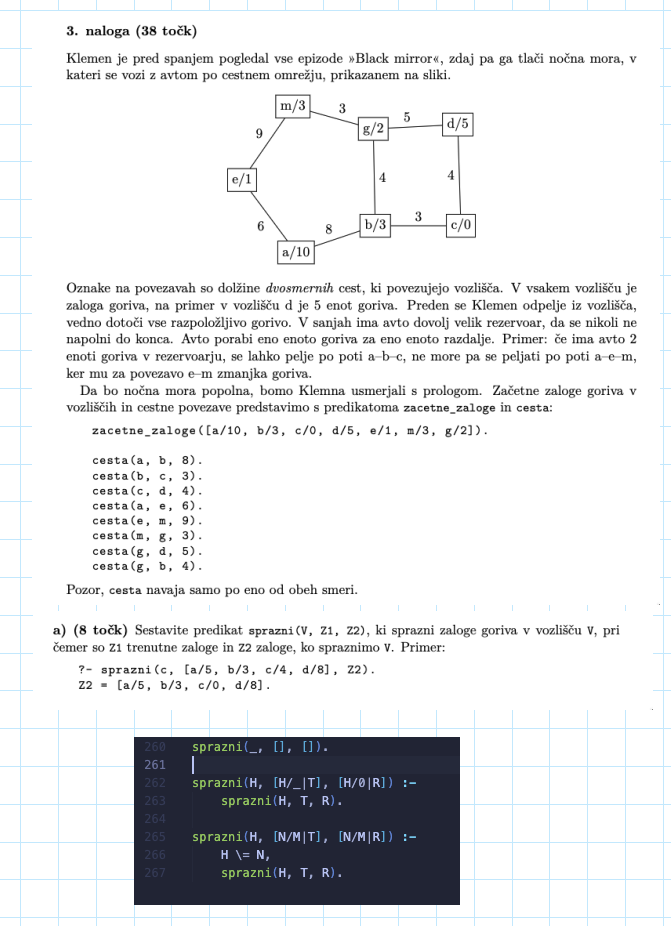 3. naloga (38 točk)
Klemen je pred spanjem pogledal vse epizode »Black mirror«, zdaj pa ga tlači nočna mora, v
kateri se vozi z avtom po cestnem omrežju, prikazanem na sliki.
m/3
3
g/2
5
d/5
9
e/1
4
4
6
8
b/3
3
c/0
a/10
Oznake na povezavah so dolžine dvosmernih cest, ki povezujejo vozlišča. V vsakem vozlišču je
zaloga goriva, na primer v vozlišču d je 5 enot goriva. Preden se Klemen odpelje iz vozlišča,
vedno dotoči vse razpoložljivo gorivo. V sanjah ima avto dovolj velik rezervoar, da se nikoli ne
napolni do konca. Avto porabi eno enoto goriva za eno enoto razdalje. Primer: če ima avto 2
enoti goriva v rezervoarju, se lahko pelje po poti a–b–c, ne more pa se peljati po poti a–e–m,
ker mu za povezavo e–m zmanjka goriva.
Da bo nočna mora popolna, bomo Klemna usmerjali s prologom. Začetne zaloge goriva v
vozliščih in cestne povezave predstavimo s predikatoma zacetne_zaloge in cesta:
zacetne_zaloge([a/10, b/3, c/0, d/5, e/1, m/3, g/2]).
cesta(a, b, 8).
cesta(b, c, 3).
cesta(c, d, 4).
cesta(a, e, 6).
cesta(e, m, 9).
cesta(m, g, 3).
cesta(g, d, 5).
cesta(g, b, 4).
Pozor, cesta navaja samo po eno od obeh smeri.
a) (8 točk) Sestavite predikat sprazni(V, Z1, Z2), ki sprazni zaloge goriva v vozlišču V, pri
čemer so Z1 trenutne zaloge in Z2 zaloge, ko spraznimo V. Primer:
?- sprazni(c, [a/5, b/3, c/4, d/8], Z2).
Z2 = [a/5, b/3, c/0, d/8].
260 sprazni(_, [], []).
261
262 sprazni(H, [H/_|T], [H/0|R]) :-
263 sprazni(H, T, R).
264
265 sprazni(H, [N/M|T], [N/M|R]) :-
266 H \= N,
267 sprazni(H, T, R).